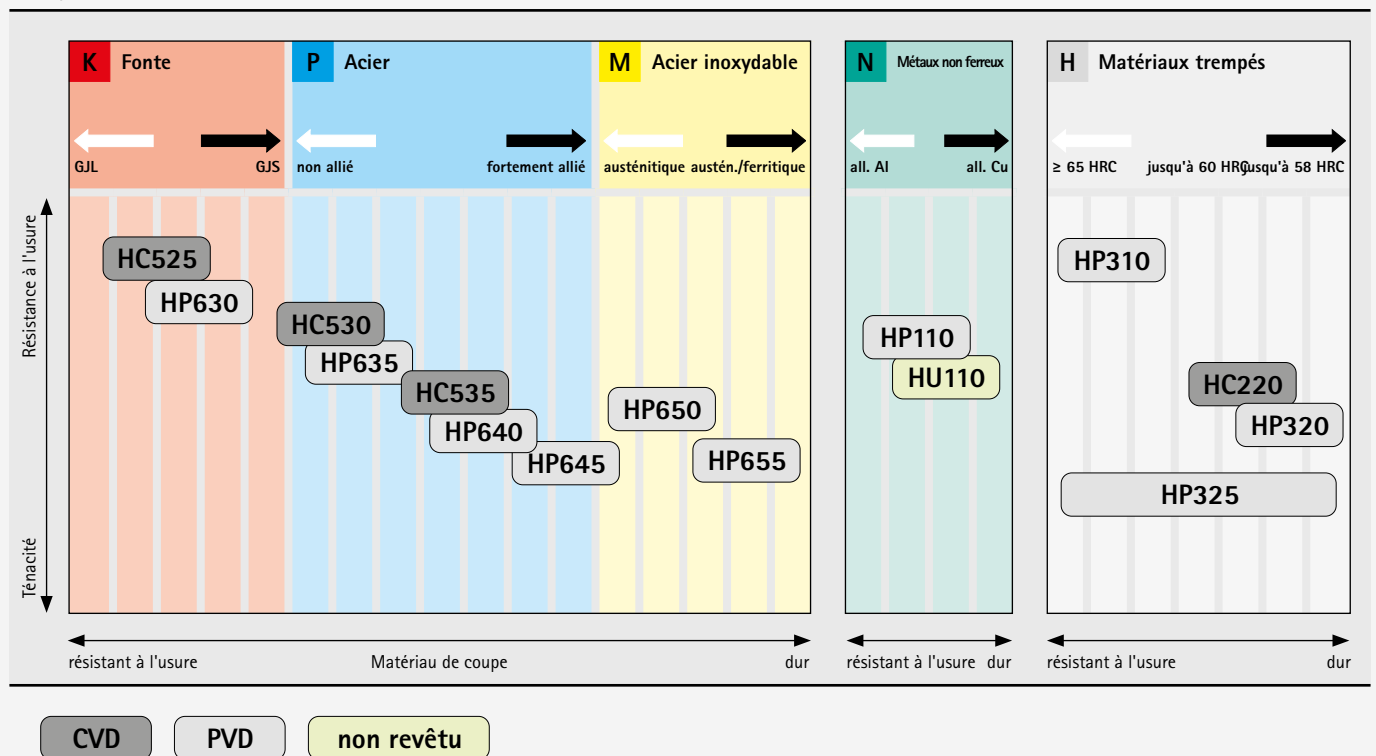 K Fonte
P Acier
M Acier inoxydable
N Métaux non ferreux
H Matériaux trempés
GJL GJS
non allié fortement allié
austénitique austén./ferritique
all. Al all. Cu
≥ 65 HRC jusqu'à 60 HRC jusqu'à 58 HRC
Résistance à l'usure
Ténacité
HC525
HP630
HC530
HP635
HC535
HP640
HP645
HP650
HP655
HP110
HU110
HP310
HC220
HP320
HP325
résistant à l'usure Matériau de coupe dur
résistant à l'usure dur
résistant à l'usure dur
CVD PVD non revêtu